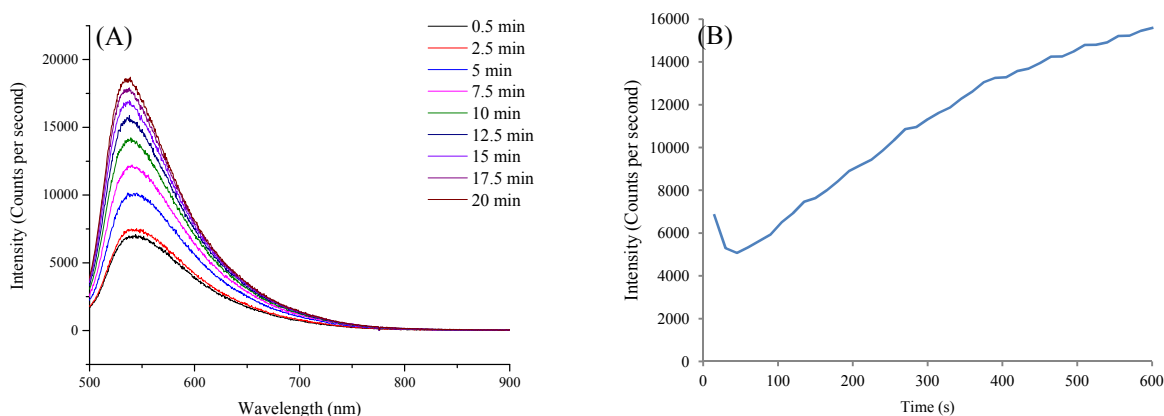 (A)
Intensity (Counts per second)
20000
15000
10000
5000
0
500
600
700
800
900
Wavelength (nm)
0.5 min
2.5 min
5 min
7.5 min
10 min
12.5 min
15 min
17.5 min
20 min
(B)
Intensity (Counts per second)
16000
14000
12000
10000
8000
6000
4000
2000
0
0
100
200
300
400
500
600
Time (s)